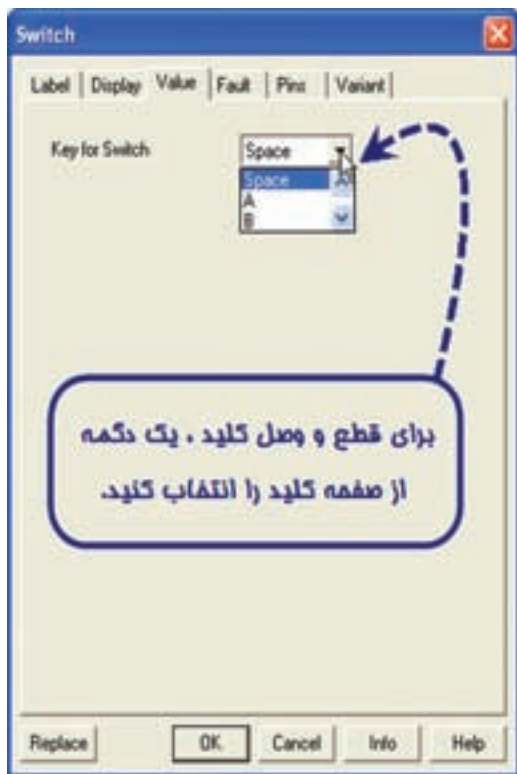 Switch
Label Display Value Fault Pins Variant
Key for Switch Space
Space
A
B
برای قطع و وصل کلید ، یک دکمه
از صفحه کلید را انتخاب کنید.
Replace OK Cancel Info Help